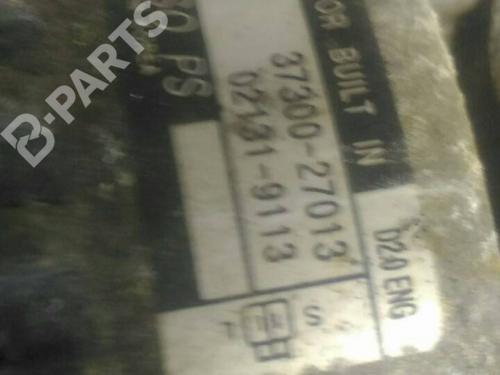 B-PARTS
OR BUILT IN
37300-27013
02131-9113
D2.0 ENG
PS
S
L